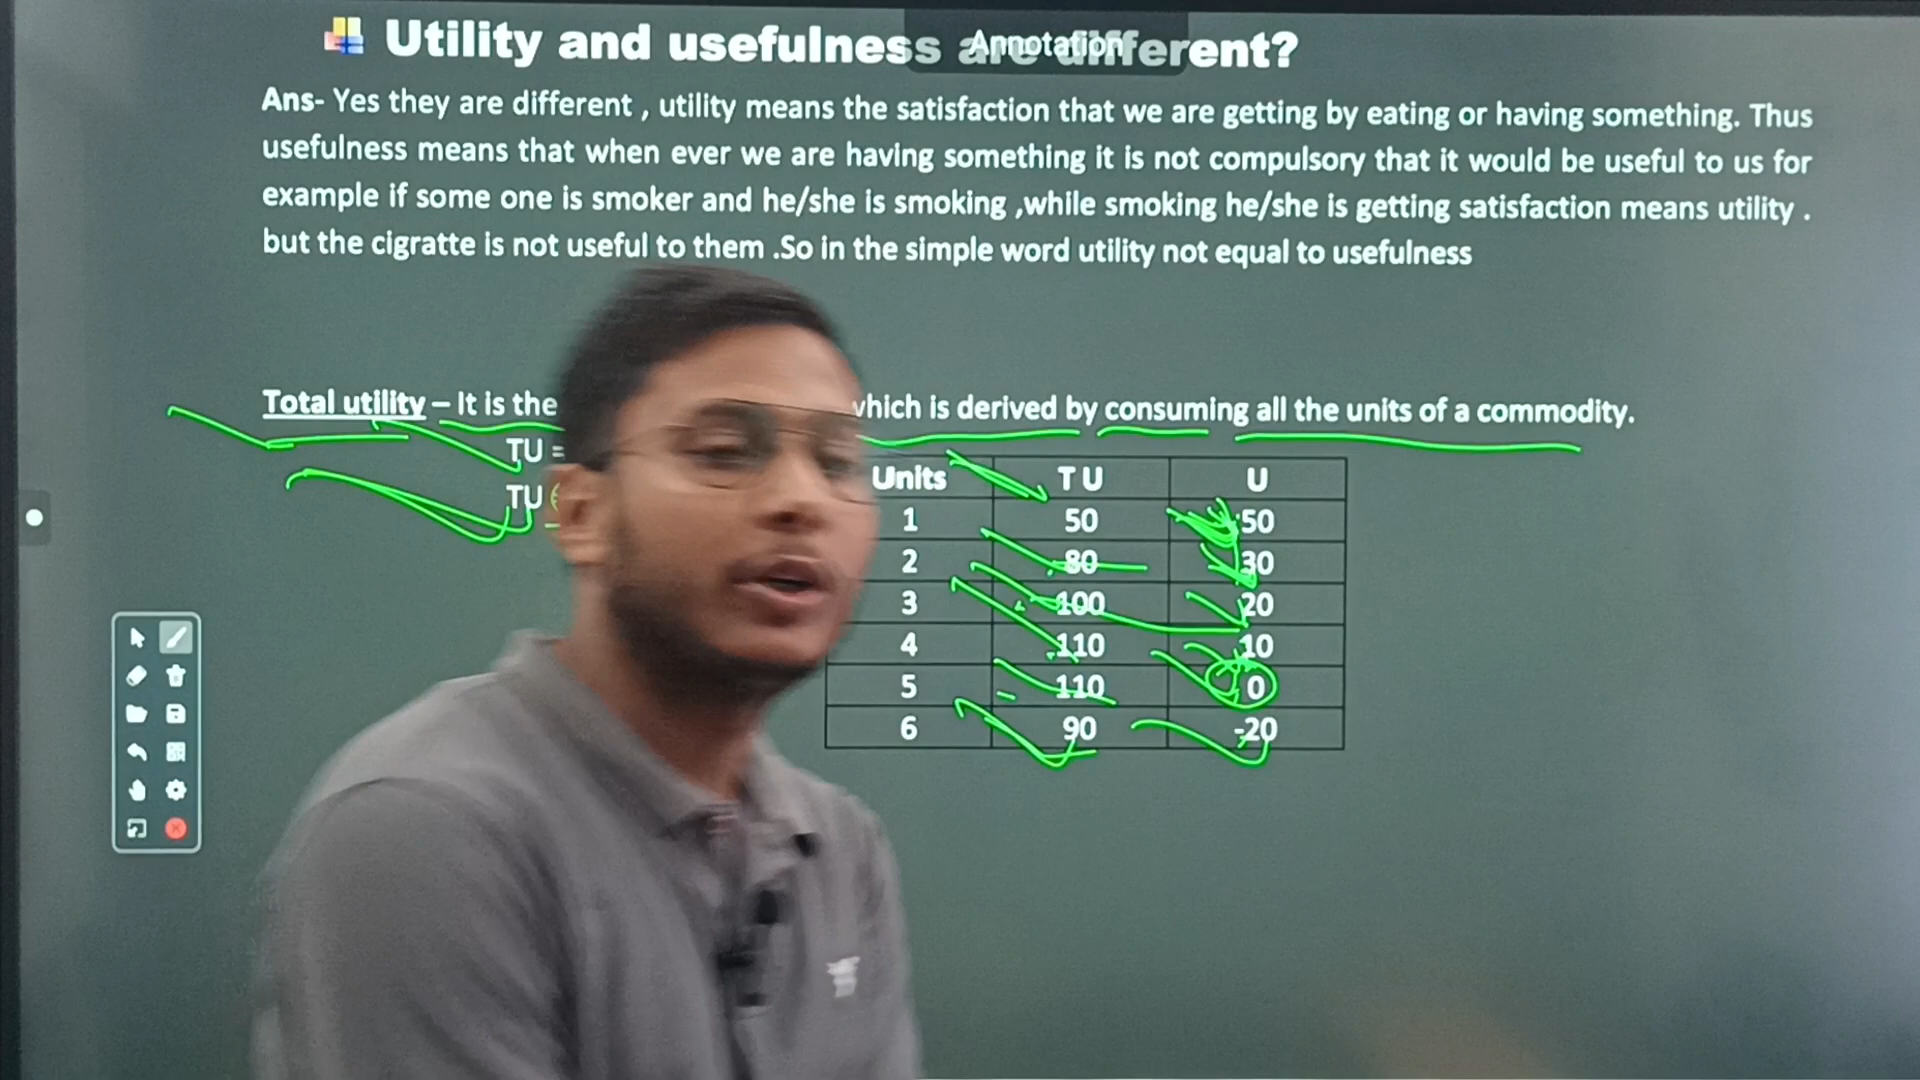 Utility and usefulness are different?
Annotation
Ans- Yes they are different , utility means the satisfaction that we are getting by eating or having something. Thus
usefulness means that when ever we are having something it is not compulsory that it would be useful to us for
example if some one is smoker and he/she is smoking ,while smoking he/she is getting satisfaction means utility .
but the cigratte is not useful to them .So in the simple word utility not equal to usefulness
Total utility – It is the which is derived by consuming all the units of a commodity.
TU =
TU
Units TU U
1 50 50
2 80 30
3 100 20
4 110 10
5 110 0
6 90 -20